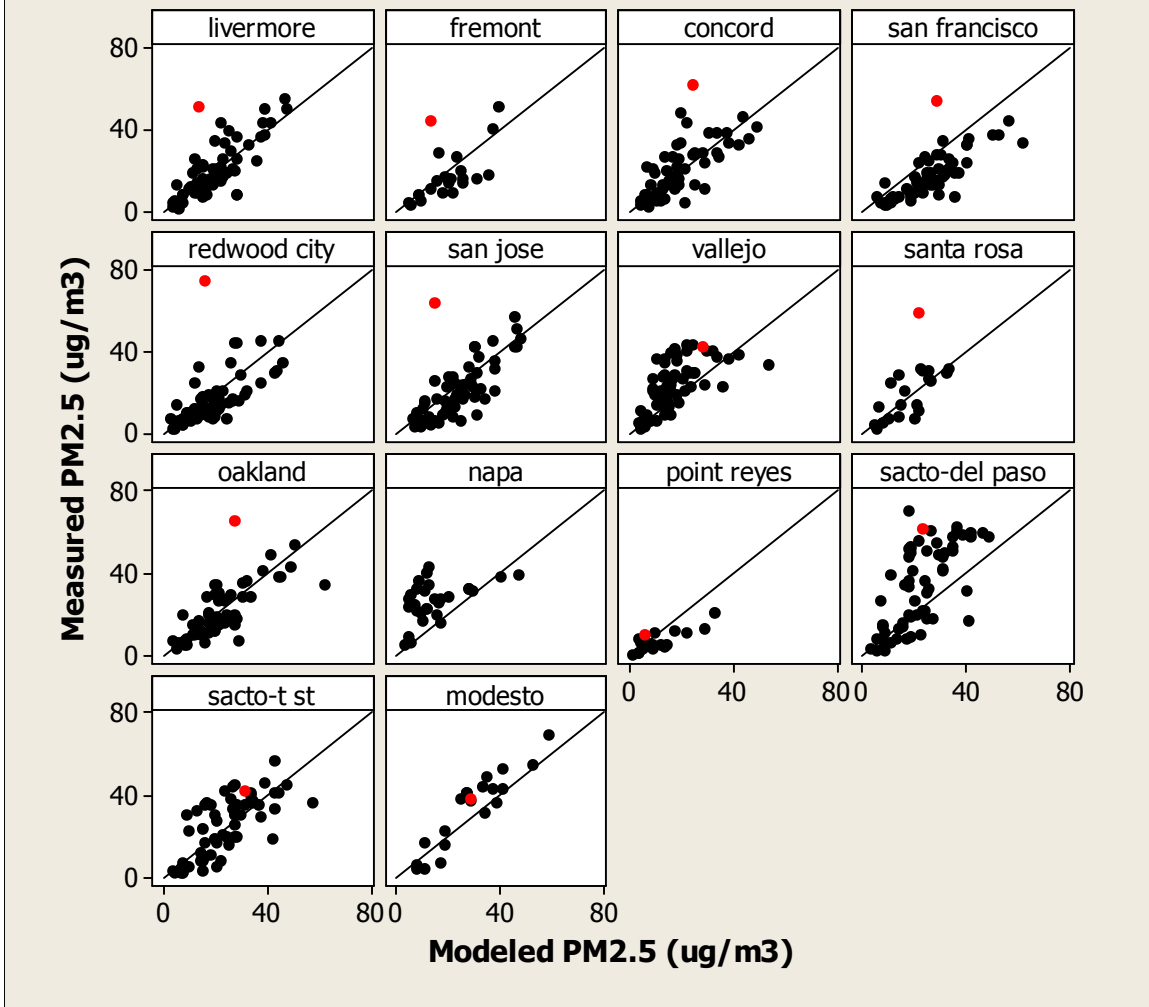 livermore fremont concord san francisco
80
40
0
redwood city san jose vallejo santa rosa
80
40
0
oakland napa point reyes sacto-del paso
80
40
0
0 40 80 0 40 80
sacto-t st modesto
80
40
0
0 40 80 0 40 80
Measured PM2.5 (ug/m3)
Modeled PM2.5 (ug/m3)